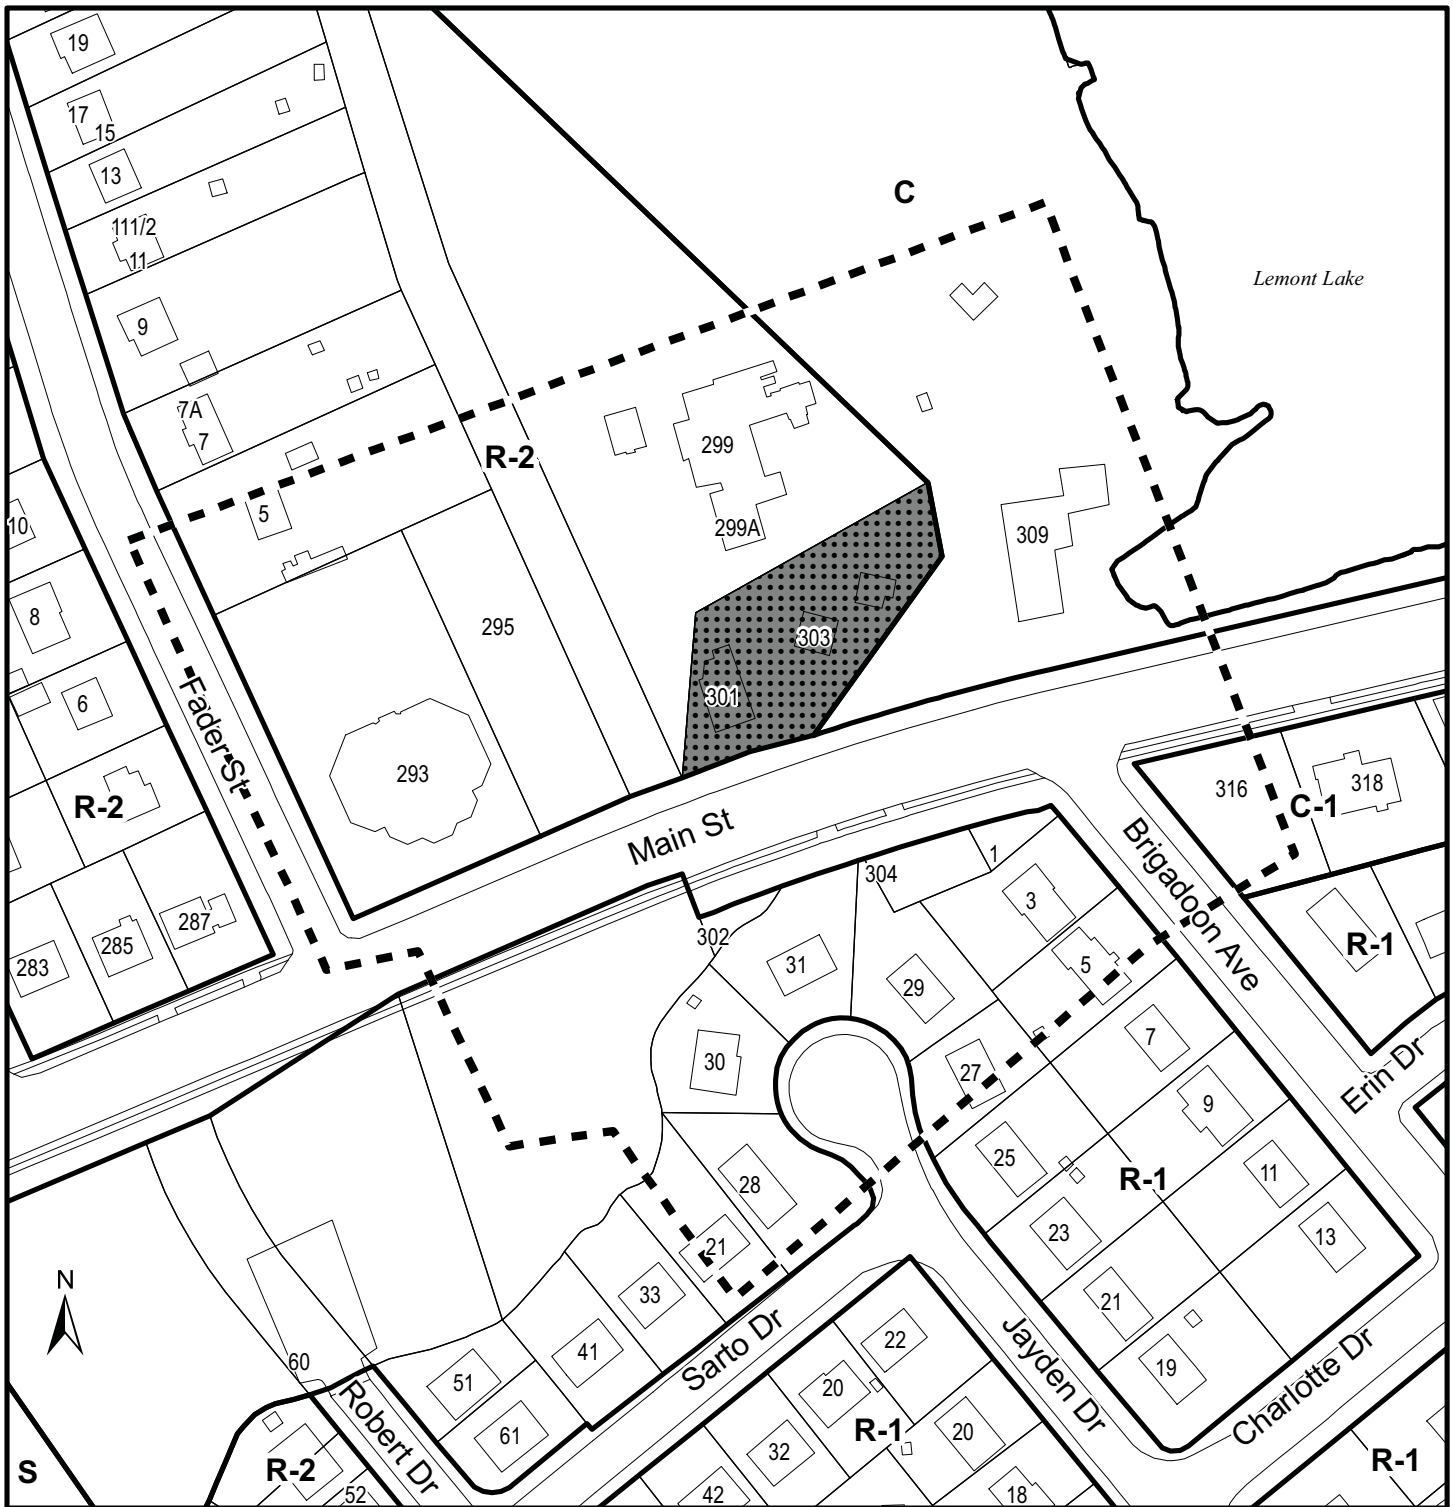 19
17
15
13
111/2
11
9
7A
7
5
10
8
6
R-2
287
285
283
Fader St
293
295
R-2
299
299A
303
301
C
309
Lemont Lake
Main St
316
318
C-1
Brigadoon Ave
R-1
Erin Dr
304
1
3
5
302
31
29
30
27
7
9
25
28
R-1
11
23
13
21
21
19
33
41
51
61
60
Robert Dr
Sarto Dr
Jayden Dr
Charlotte Dr
22
20
R-1
20
32
42
18
R-1
N
S
R-2
52